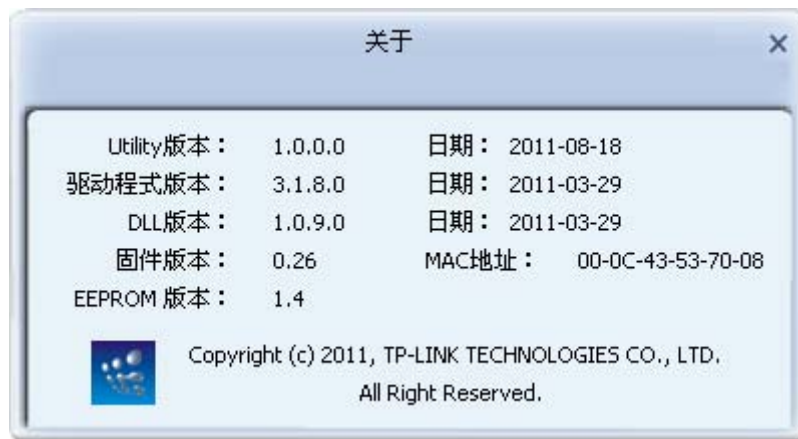 关于
Utility版本： 1.0.0.0 日期： 2011-08-18
驱动程式版本： 3.1.8.0 日期： 2011-03-29
DLL版本： 1.0.9.0 日期： 2011-03-29
固件版本： 0.26 MAC地址： 00-0C-43-53-70-08
EEPROM 版本： 1.4
Copyright (c) 2011, TP-LINK TECHNOLOGIES CO., LTD.
All Right Reserved.